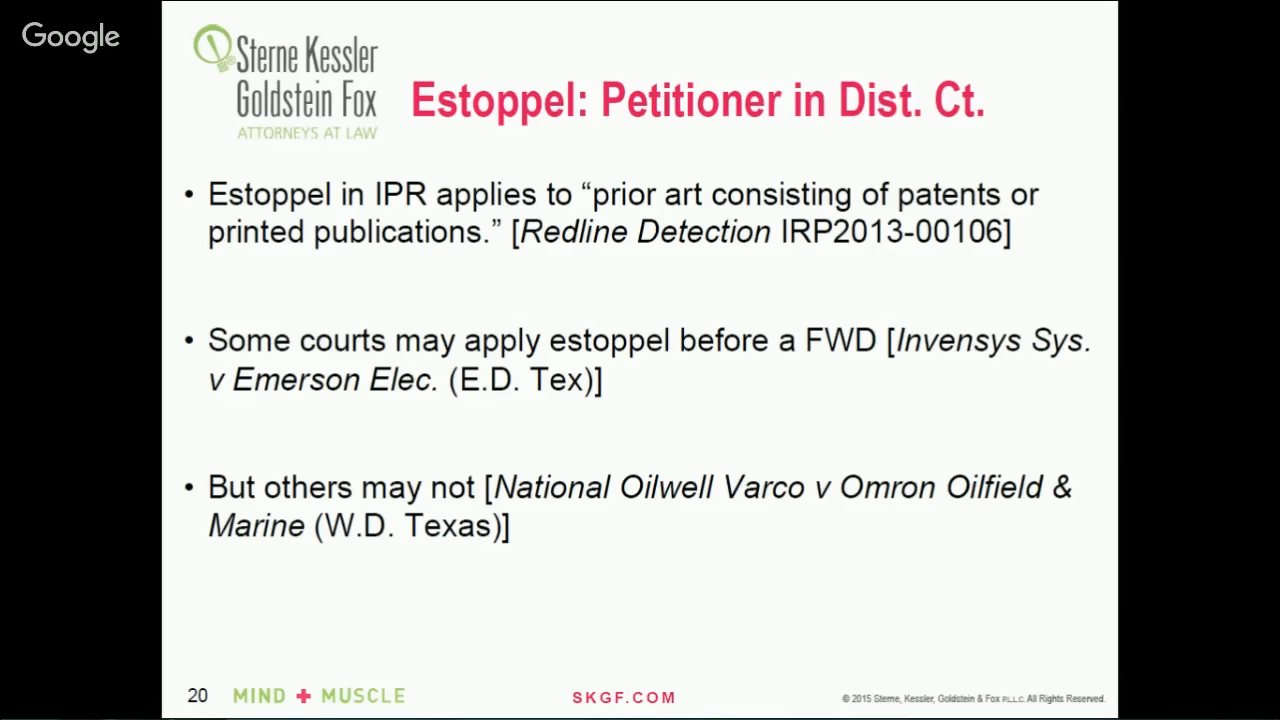 Google
Sterne Kessler
Goldstein Fox
ATTORNEYS AT LAW
Estoppel: Petitioner in Dist. Ct.
• Estoppel in IPR applies to “prior art consisting of patents or
printed publications.” [Redline Detection IRP2013-00106]
• Some courts may apply estoppel before a FWD [Invensys Sys.
v Emerson Elec. (E.D. Tex)]
• But others may not [National Oilwell Varco v Omron Oilfield &
Marine (W.D. Texas)]
20 MIND + MUSCLE SKGF.COM © 2015 Sterne, Kessler, Goldstein & Fox P.L.L.C. All Rights Reserved.